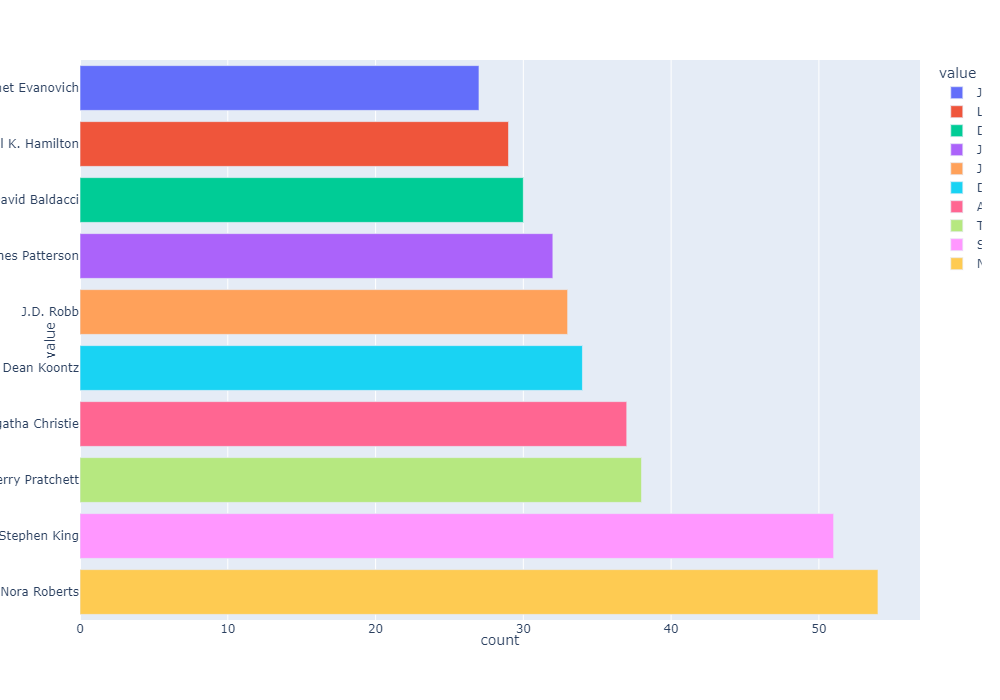 net Evanovich
l K. Hamilton
avid Baldacci
nes Patterson
J.D. Robb
Dean Koontz
gatha Christie
erry Pratchett
Stephen King
Nora Roberts
value
0 10 20 30 40 50
count
value
J
L
D
J
J
D
A
T
S
N